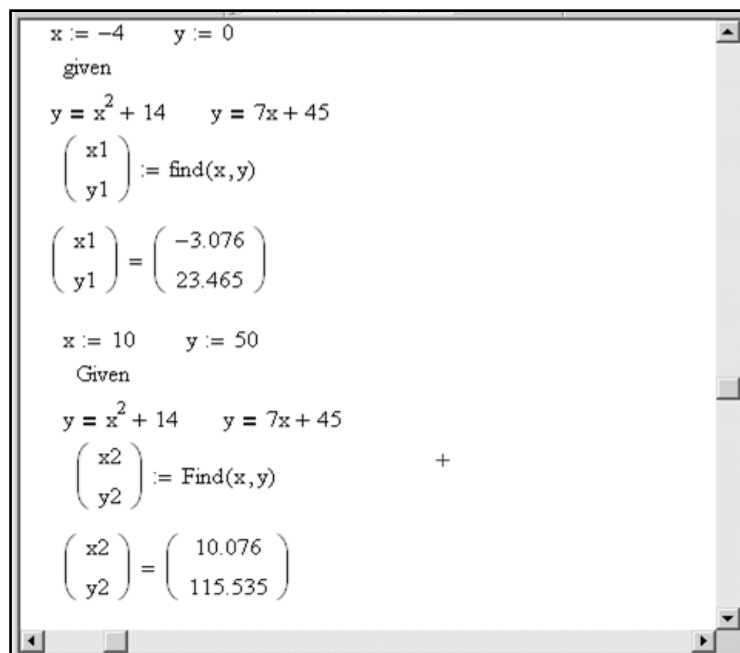 x := −4 y := 0
given
y = x² + 14 y = 7x + 45
( x1 y1 ) := find(x,y)
( x1 y1 ) = ( −3.076 23.465 )
x := 10 y := 50
Given
y = x² + 14 y = 7x + 45
( x2 y2 ) := Find(x,y)
( x2 y2 ) = ( 10.076 115.535 )